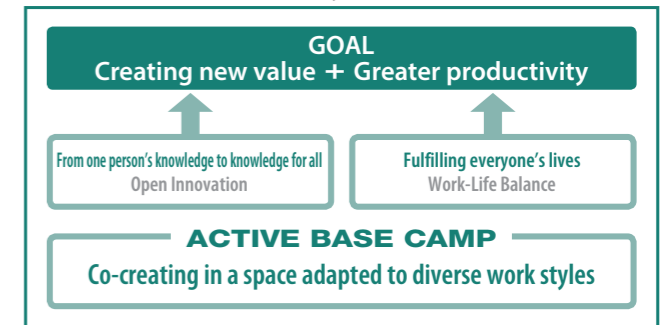 GOAL
Creating new value + Greater productivity
From one person's knowledge to knowledge for all
Open Innovation
Fulfilling everyone's lives
Work-Life Balance
ACTIVE BASE CAMP
Co-creating in a space adapted to diverse work styles